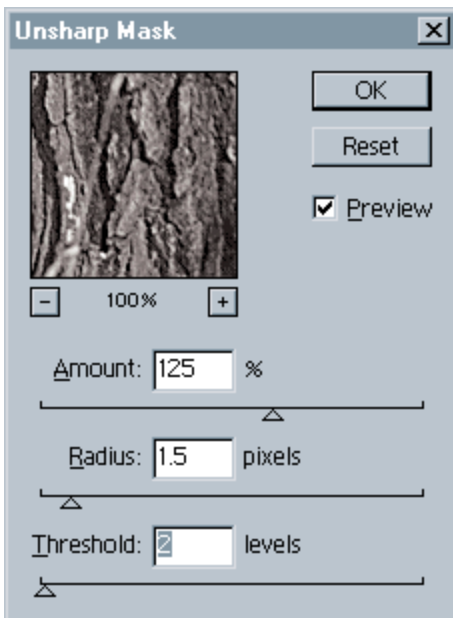 Unsharp Mask
OK
Reset
Preview
- 100% +
Amount: 125 %
Radius: 1.5 pixels
Threshold: 2 levels